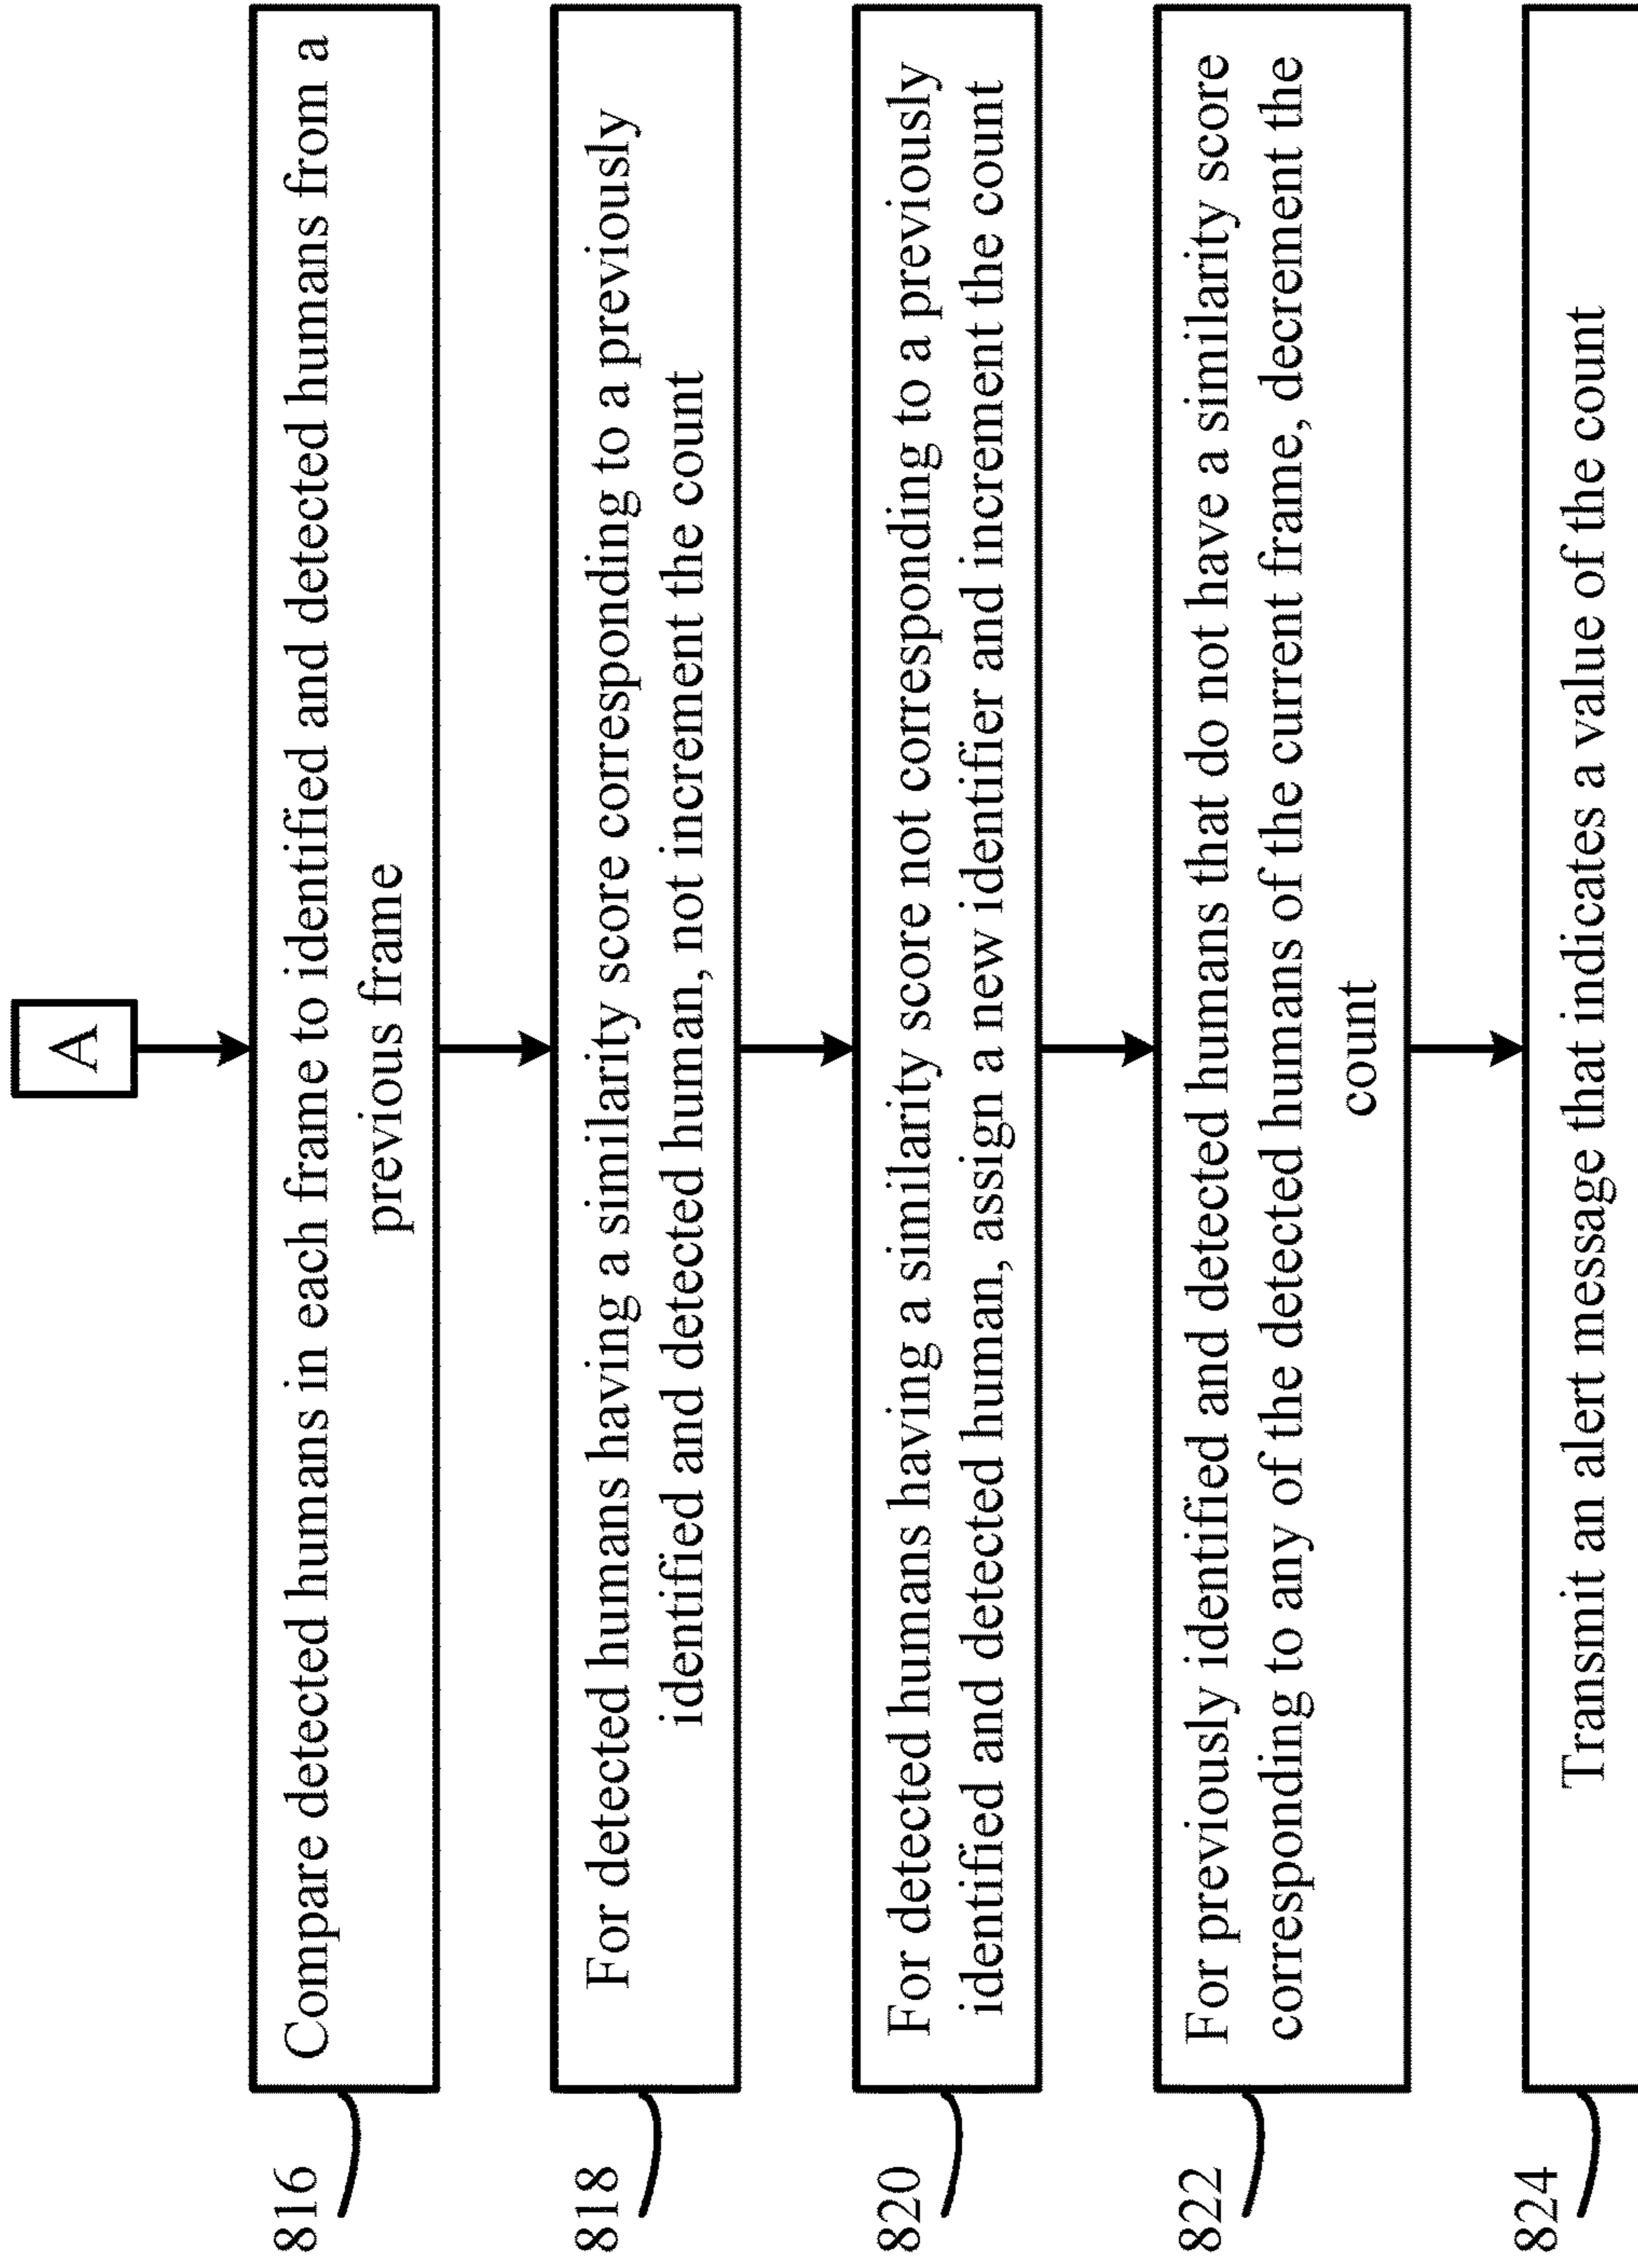 A
816
Compare detected humans in each frame to identified and detected humans from a
previous frame
818
For detected humans having a similarity score corresponding to a previously
identified and detected human, not increment the count
820
For detected humans having a similarity score not corresponding to a previously
identified and detected human, assign a new identifier and increment the count
822
For previously identified and detected humans that do not have a similarity score
corresponding to any of the detected humans of the current frame, decrement the
count
824
Transmit an alert message that indicates a value of the count